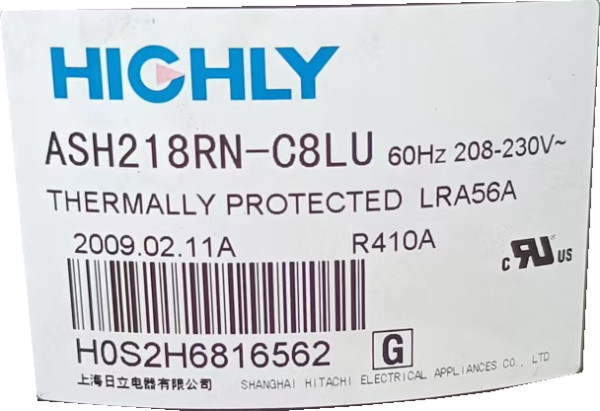 HIGHLY
ASH218RN-C8LU 60Hz 208-230V~
THERMALLY PROTECTED LRA56A
2009.02.11A R410A
c RU US
H0S2H6816562 G
上海日立电器有限公司 SHANGHAI HITACHI ELECTRICAL APPLIANCES CO., LTD